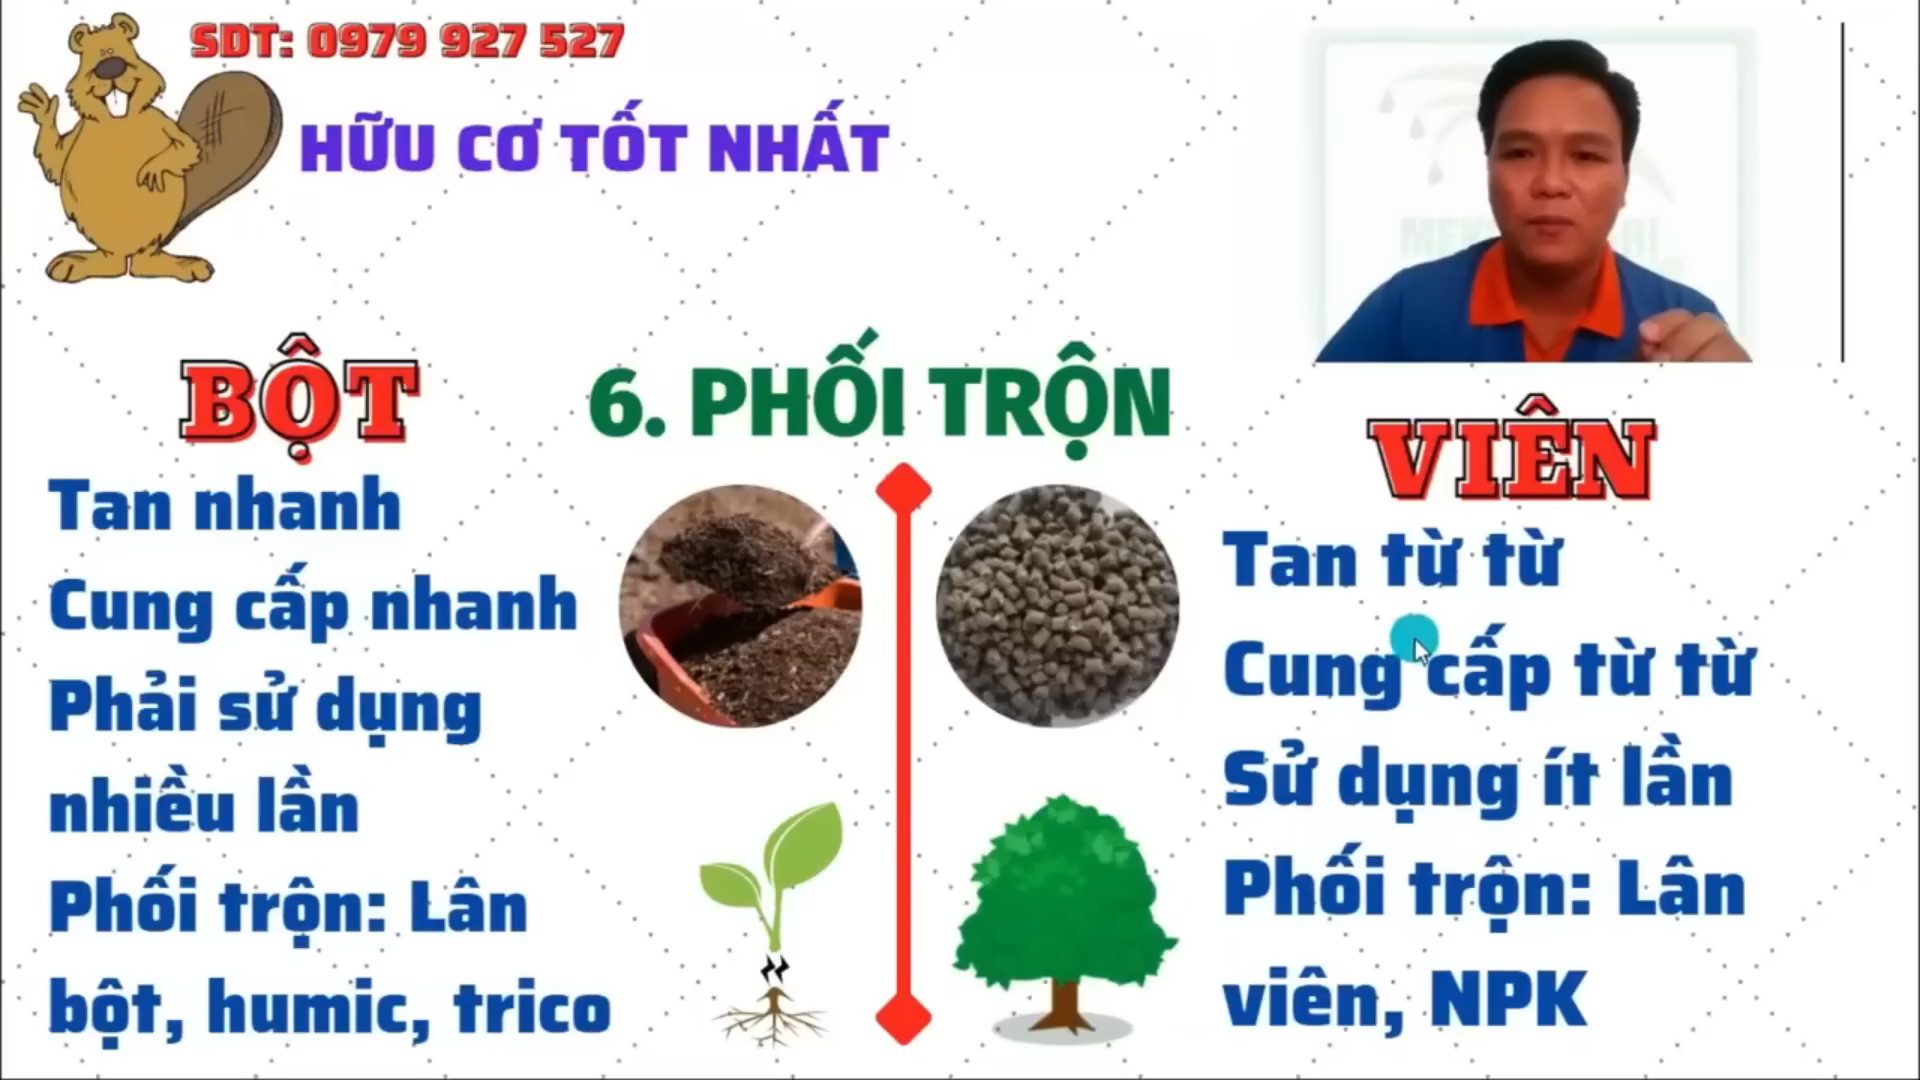 SDT: 0979 927 527
HỮU CƠ TỐT NHẤT
6. PHỐI TRỘN
BỘT
Tan nhanh
Cung cấp nhanh
Phải sử dụng
nhiều lần
Phối trộn: Lân
bột, humic, trico
VIÊN
Tan từ từ
Cung cấp từ từ
Sử dụng ít lần
Phối trộn: Lân
viên, NPK